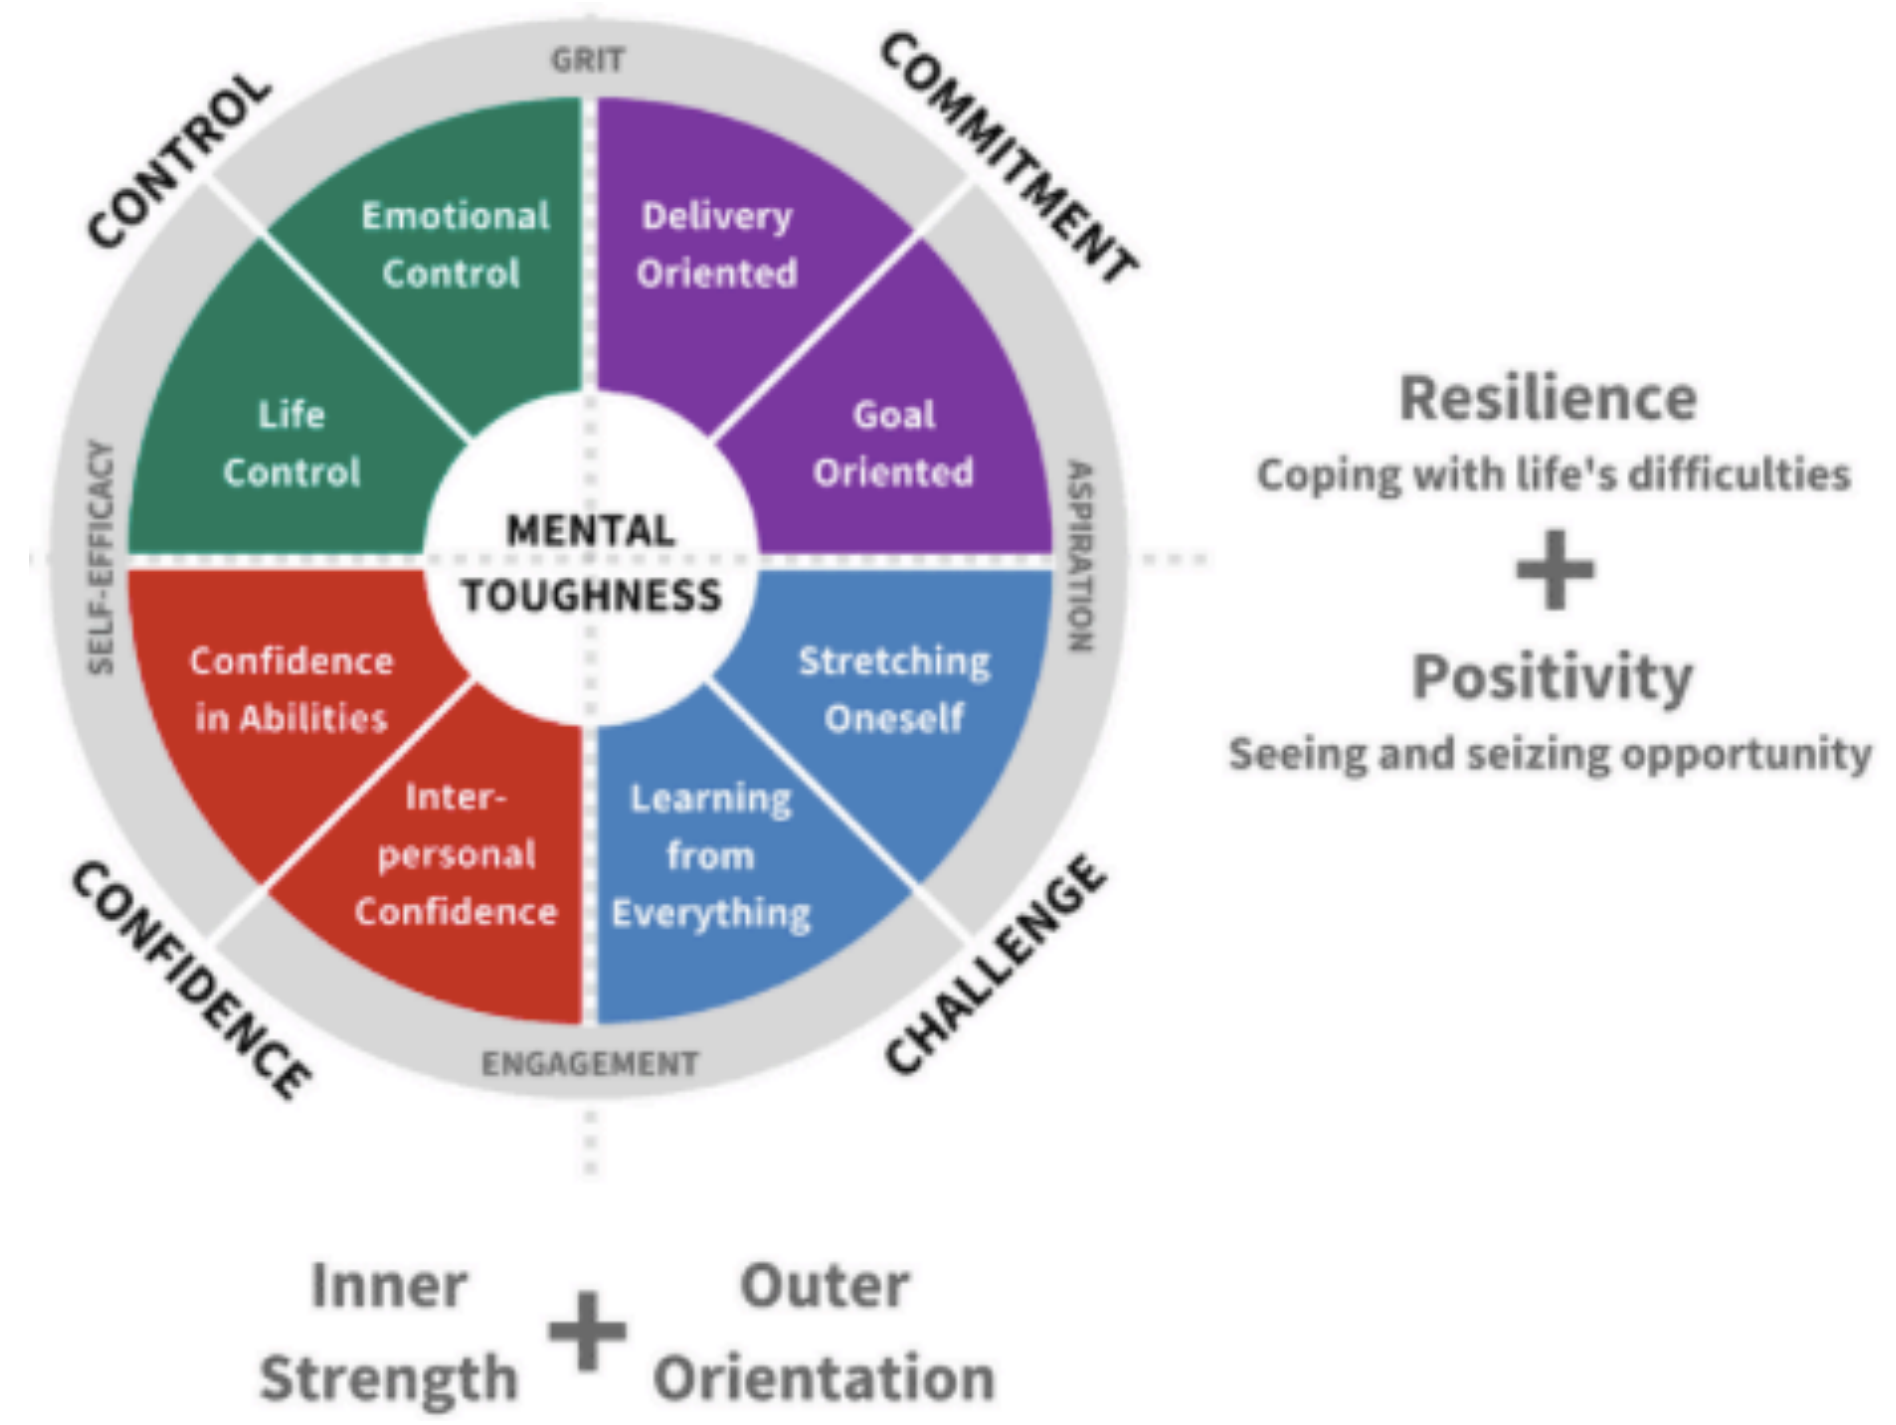 GRIT
CONTROL
COMMITMENT
Emotional
Control
Delivery
Oriented
Life
Control
Goal
Oriented
SELF-EFFICACY
ASPIRATION
MENTAL
TOUGHNESS
Confidence
in Abilities
Stretching
Oneself
Inter-
personal
Confidence
Learning
from
Everything
CONFIDENCE
CHALLENGE
ENGAGEMENT
Resilience
Coping with life's difficulties
+
Positivity
Seeing and seizing opportunity
Inner
Strength
+
Outer
Orientation